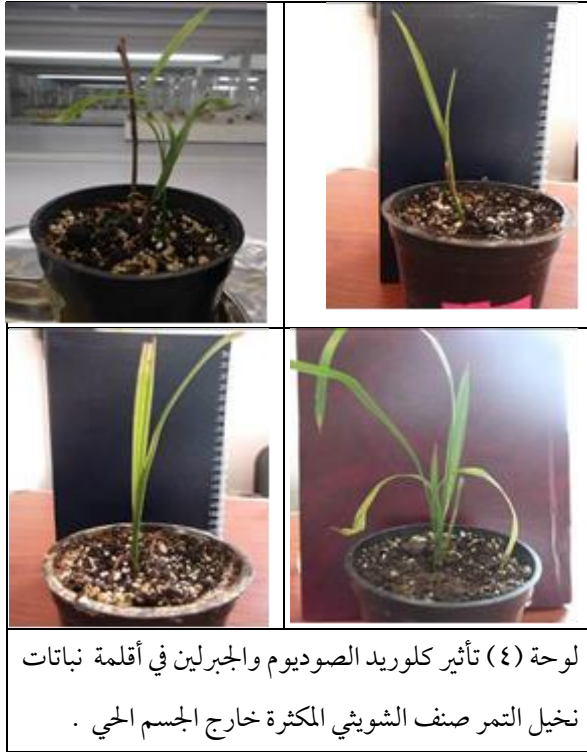 لوحة (٤) تأثير كلوريد الصوديوم والجبرلين في أقلمة نباتات
نخيل التمر صنف الشويثي المكثرة خارج الجسم الحي .